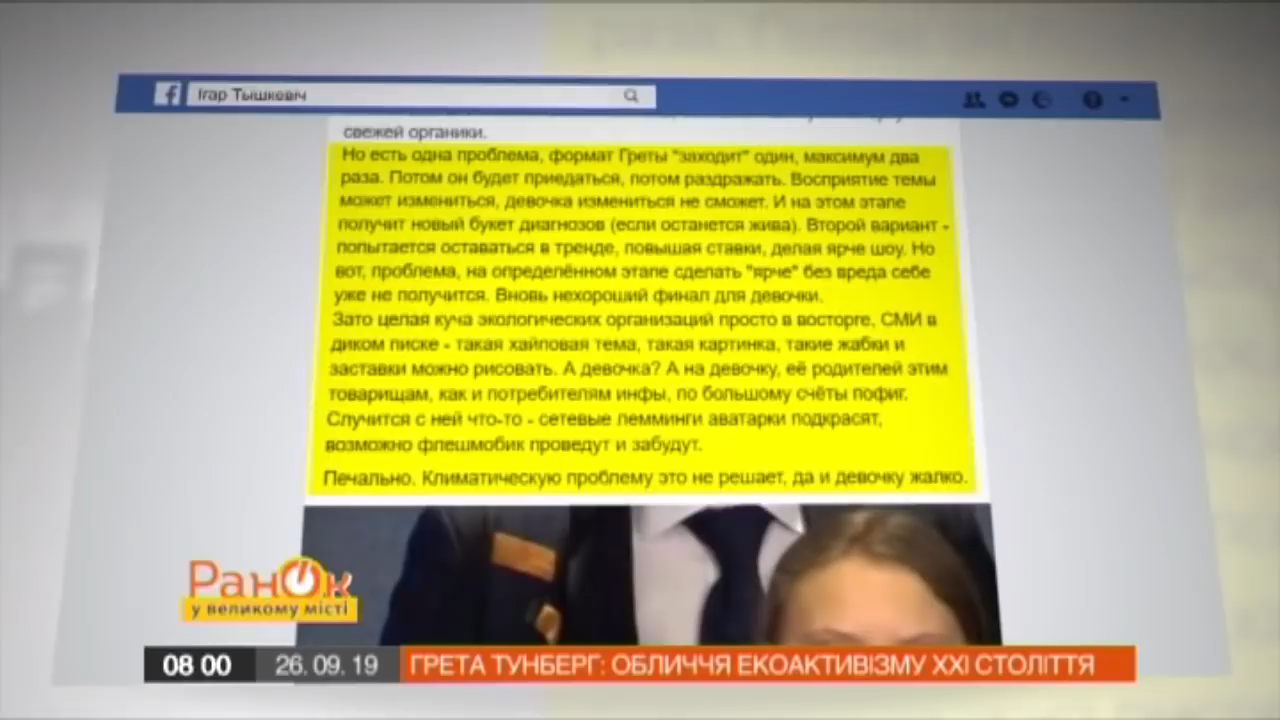 Ігар Тышкевіч
свежей органики.
Но есть одна проблема, формат Греты "заходит" один, максимум два
раза. Потом он будет приедаться, потом раздражать. Восприятие темы
может измениться, девочка измениться не сможет. И на этом этапе
получит новый букет диагнозов (если останется жива). Второй вариант -
попытается оставаться в тренде, повышая ставки, делая ярче шоу. Но
вот, проблема, на определённом этапе сделать "ярче" без вреда себе
уже не получится. Вновь нехороший финал для девочки.
Зато целая куча экологических организаций просто в восторге, СМИ в
диком писке - такая хайповая тема, такая картинка, такие жабки и
заставки можно рисовать. А девочка? А на девочку, её родителей этим
товарищам, как и потребителям инфы, по большому счёты пофиг.
Случится с ней что-то - сетевые лемминги аватарки подкрасят,
возможно флешмобик проведут и забудут.
Печально. Климатическую проблему это не решает, да и девочку жалко.
Ранок
у великому місті
08 00 26.09.19 ГРЕТА ТУНБЕРГ: ОБЛИЧЧЯ ЕКОАКТИВІЗМУ ХХІ СТОЛІТТЯ